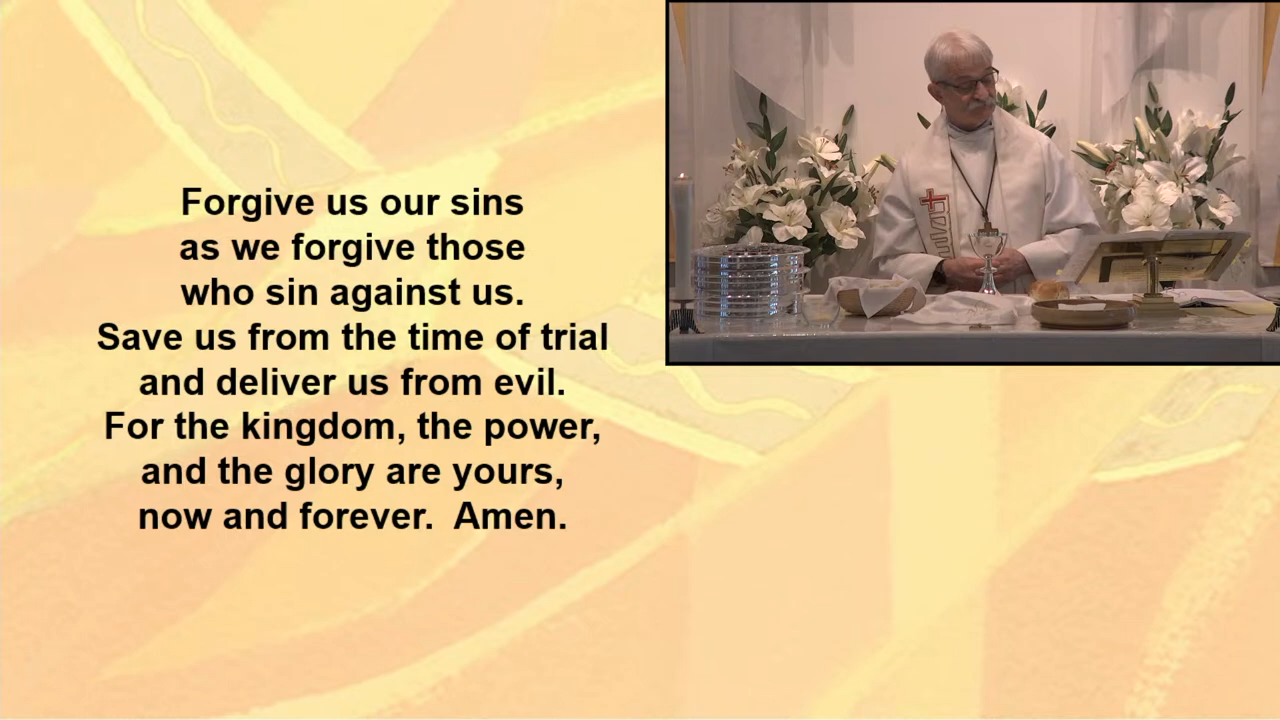 Forgive us our sins
as we forgive those
who sin against us.
Save us from the time of trial
and deliver us from evil.
For the kingdom, the power,
and the glory are yours,
now and forever.  Amen.